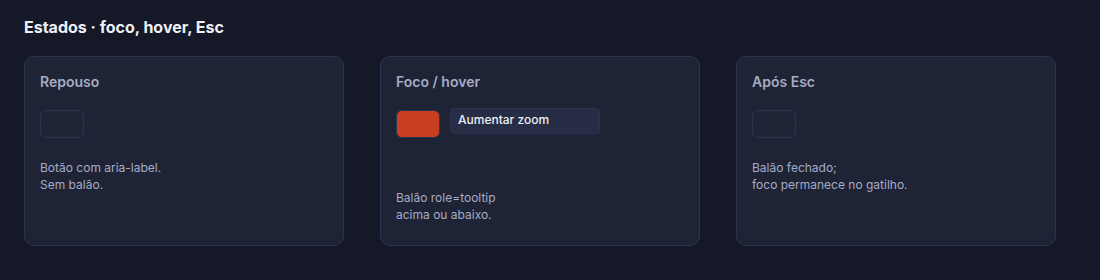 Estados · foco, hover, Esc
Repouso
Botão com aria-label.
Sem balão.
Foco / hover
Aumentar zoom
Balão role=tooltip
acima ou abaixo.
Após Esc
Balão fechado;
foco permanece no gatilho.